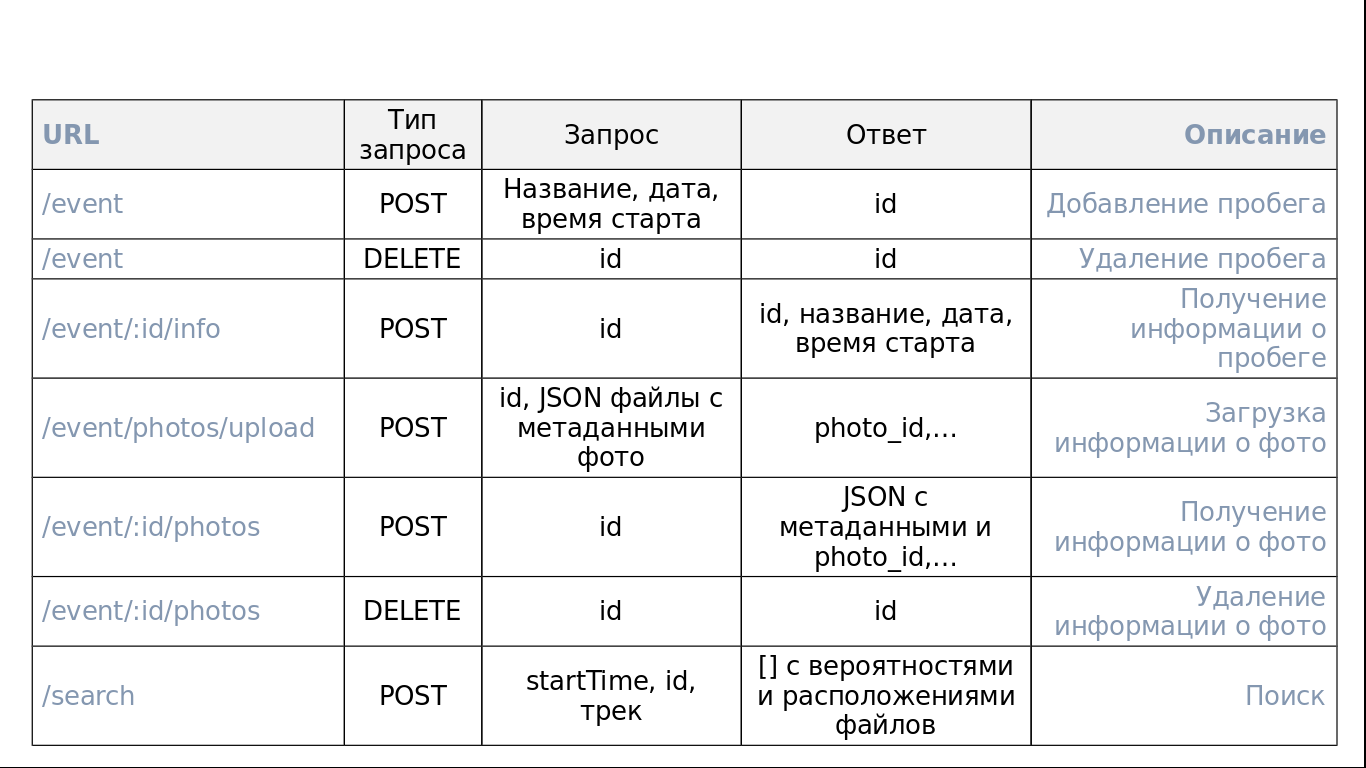 URL
Тип
запроса
Запрос
Ответ
Описание
/event
POST
Название, дата,
время старта
id
Добавление пробега
/event
DELETE
id
id
Удаление пробега
/event/:id/info
POST
id
id, название, дата,
время старта
Получение
информации о
пробеге
/event/photos/upload
POST
id, JSON файлы с
метаданными
фото
photo_id,...
Загрузка
информации о фото
/event/:id/photos
POST
id
JSON с
метаданными и
photo_id,...
Получение
информации о фото
/event/:id/photos
DELETE
id
id
Удаление
информации о фото
/search
POST
startTime, id,
трек
[] с вероятностями
и расположениями
файлов
Поиск